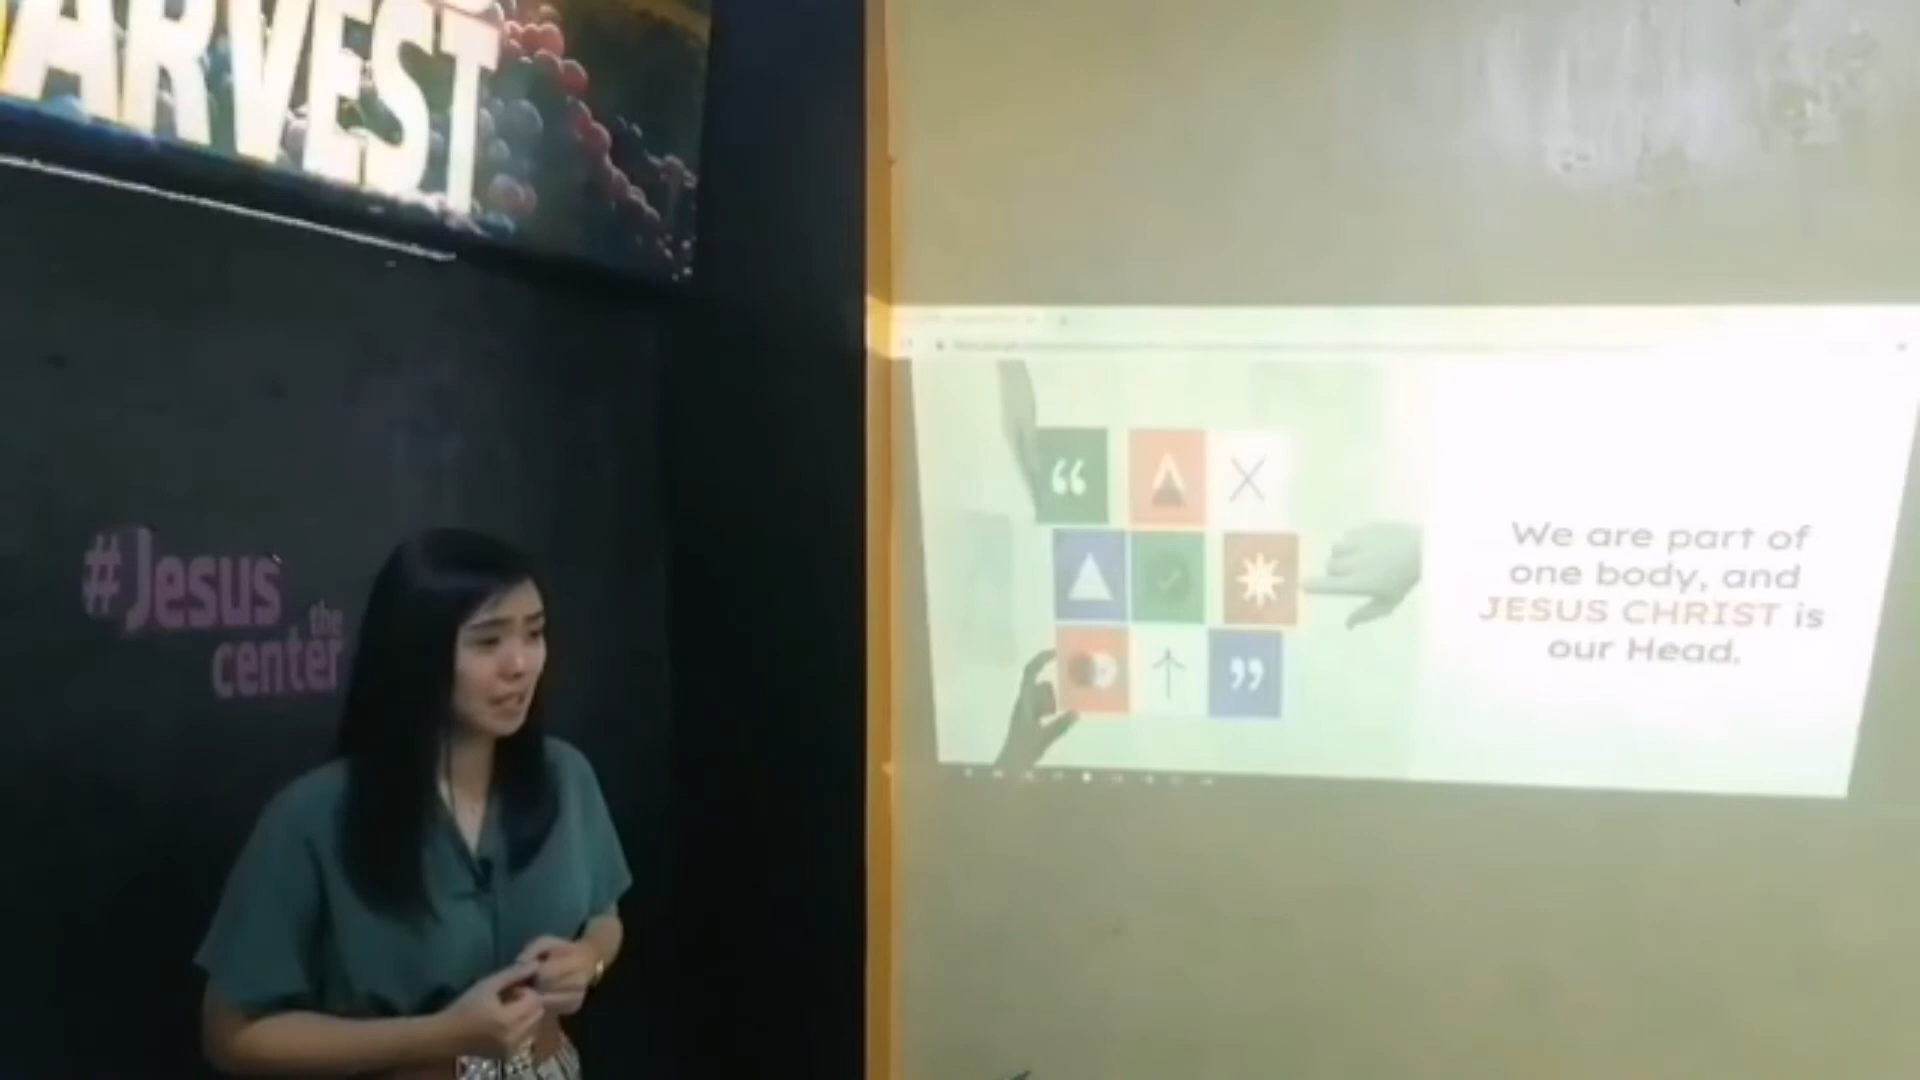 ARVEST
#Jesus
the
center
“
”
We are part of
one body, and
JESUS CHRIST is
our Head.